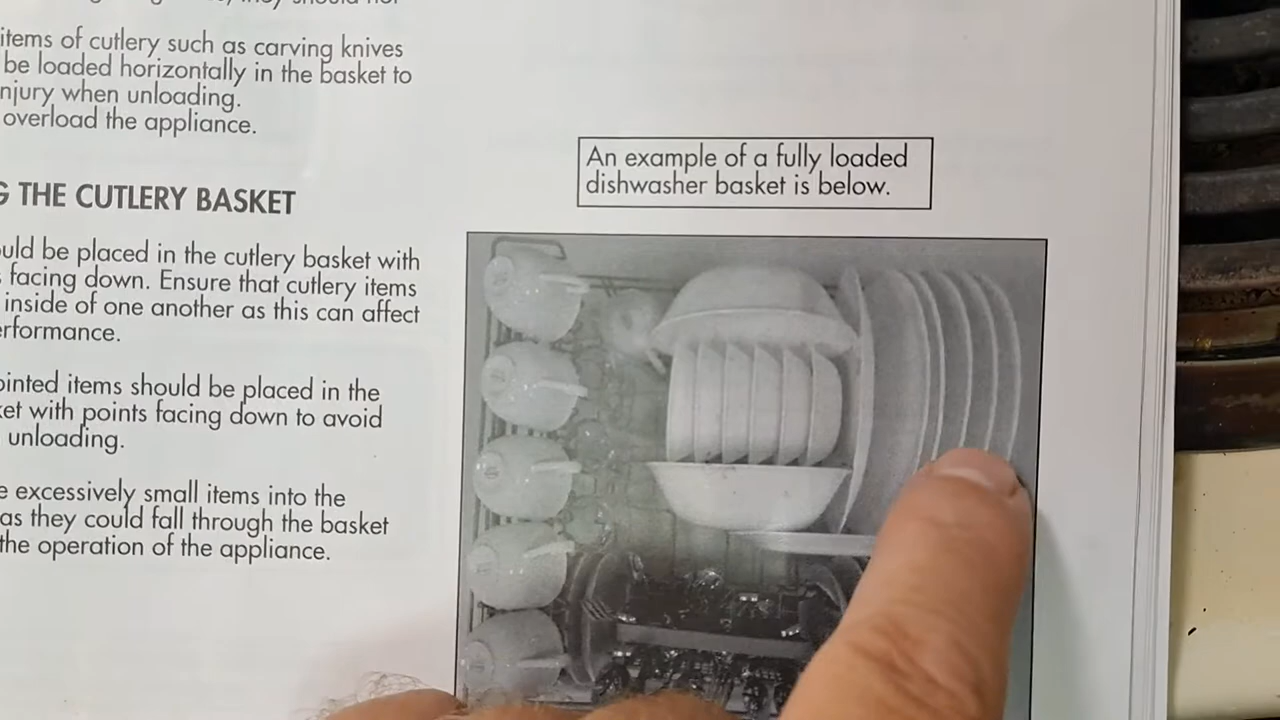 items of cutlery such as carving knives
be loaded horizontally in the basket to
njury when unloading.
overload the appliance.
THE CUTLERY BASKET
uld be placed in the cutlery basket with
facing down. Ensure that cutlery items
inside of one another as this can affect
erformance.
ointed items should be placed in the
ket with points facing down to avoid
unloading.
e excessively small items into the
as they could fall through the basket
the operation of the appliance.
An example of a fully loaded
dishwasher basket is below.